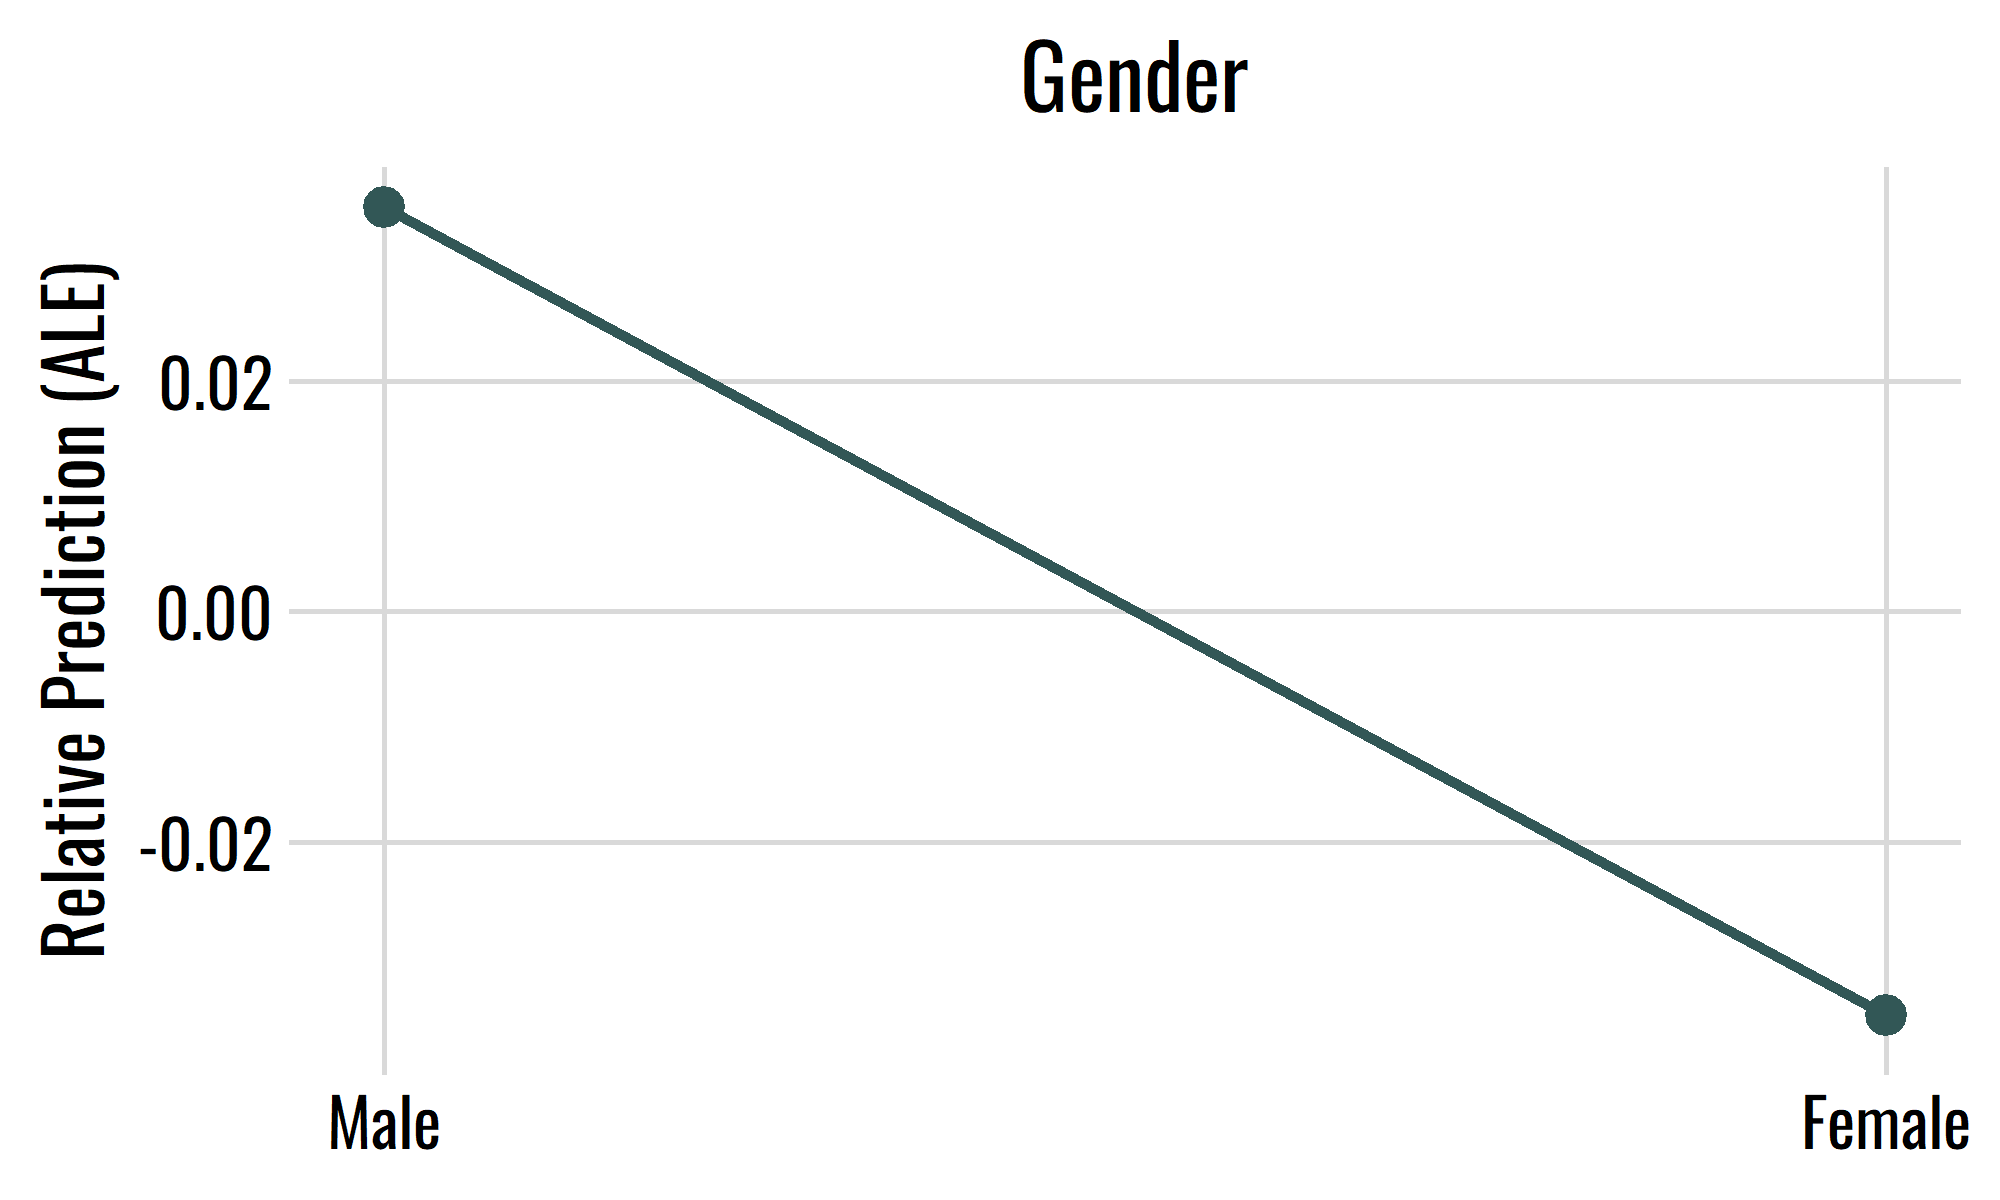 Gender
Relative Prediction (ALE)
0.02
0.00
-0.02
Male
Female